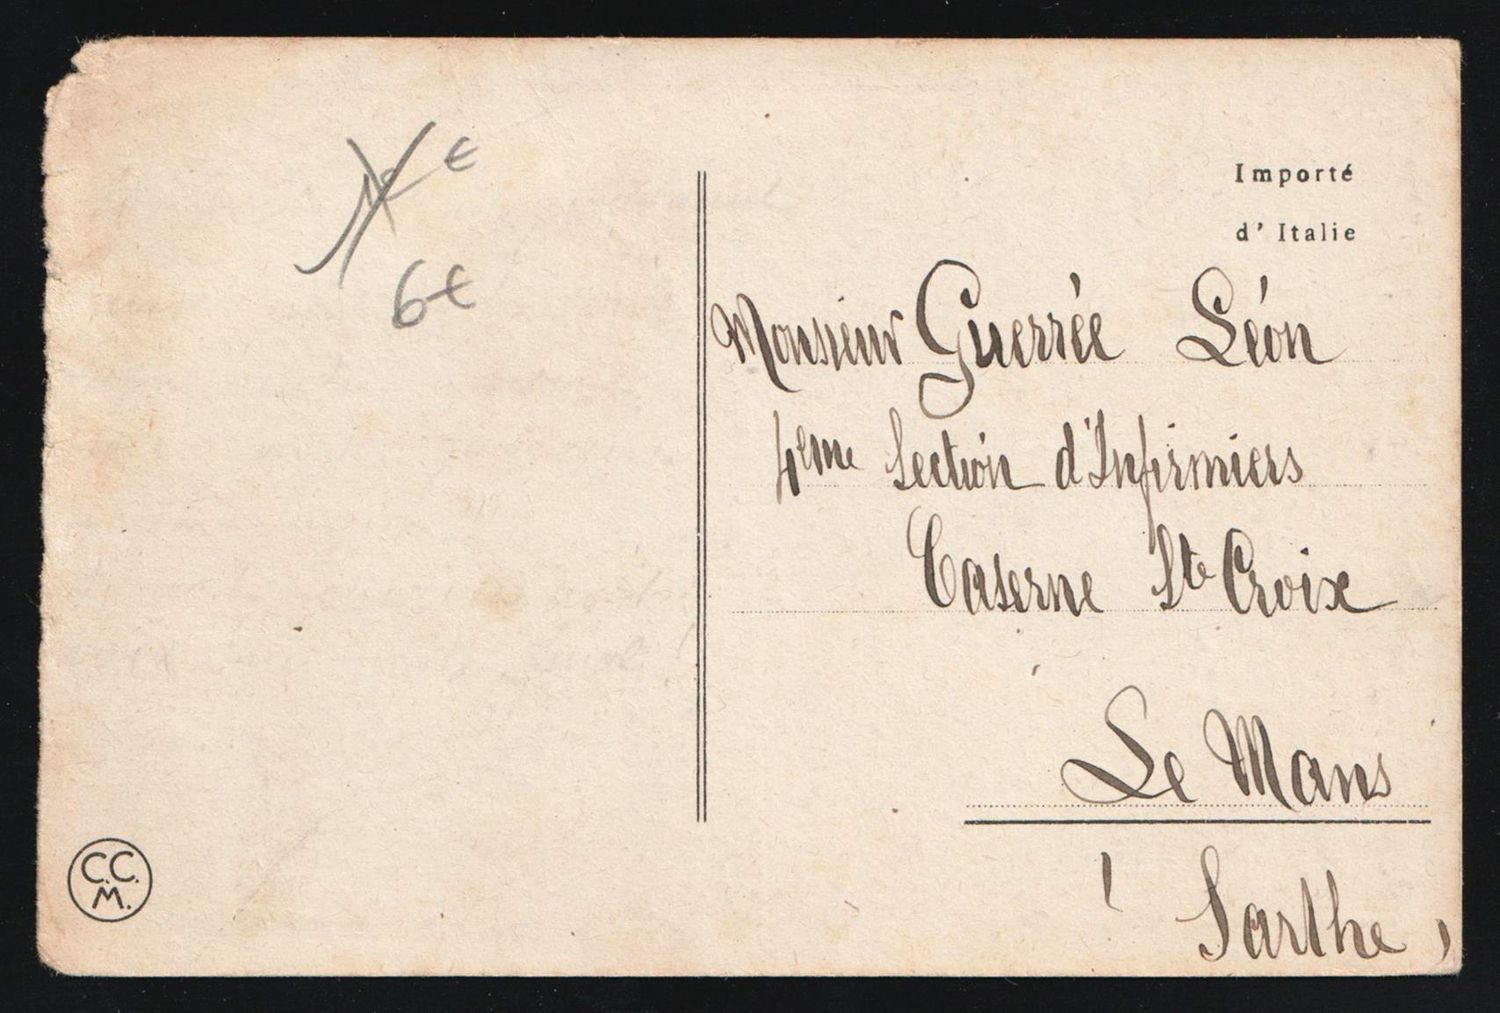 Importé
d' Italie
€
6€
Monsieur Guerrée Léon
4eme Section d'Infirmiers
Caserne Ste Croix
Le Mans
( Sarthe )
C.C.
M.